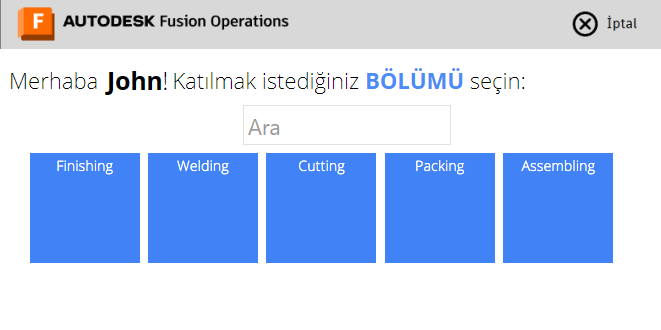 F AUTODESK Fusion Operations İptal
Merhaba John! Katılmak istediğiniz BÖLÜMÜ seçin:
Ara
Finishing Welding Cutting Packing Assembling